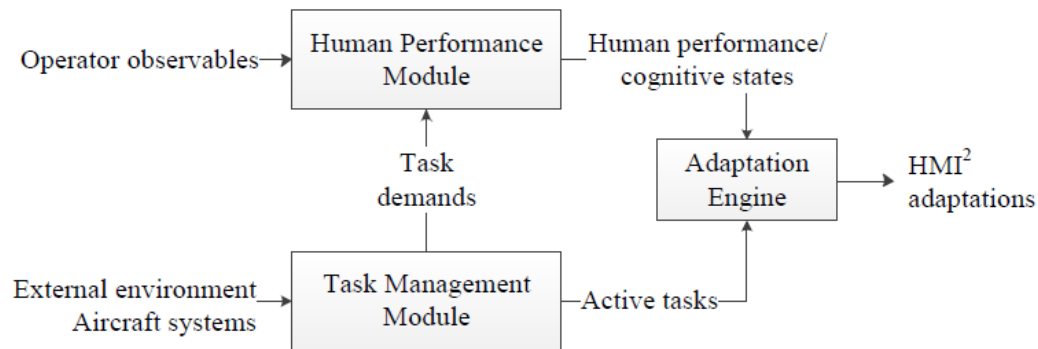 Operator observables
Human Performance
Module
Human performance/
cognitive states
Task
demands
Adaptation
Engine
HMI²
adaptations
External environment
Aircraft systems
Task Management
Module
Active tasks